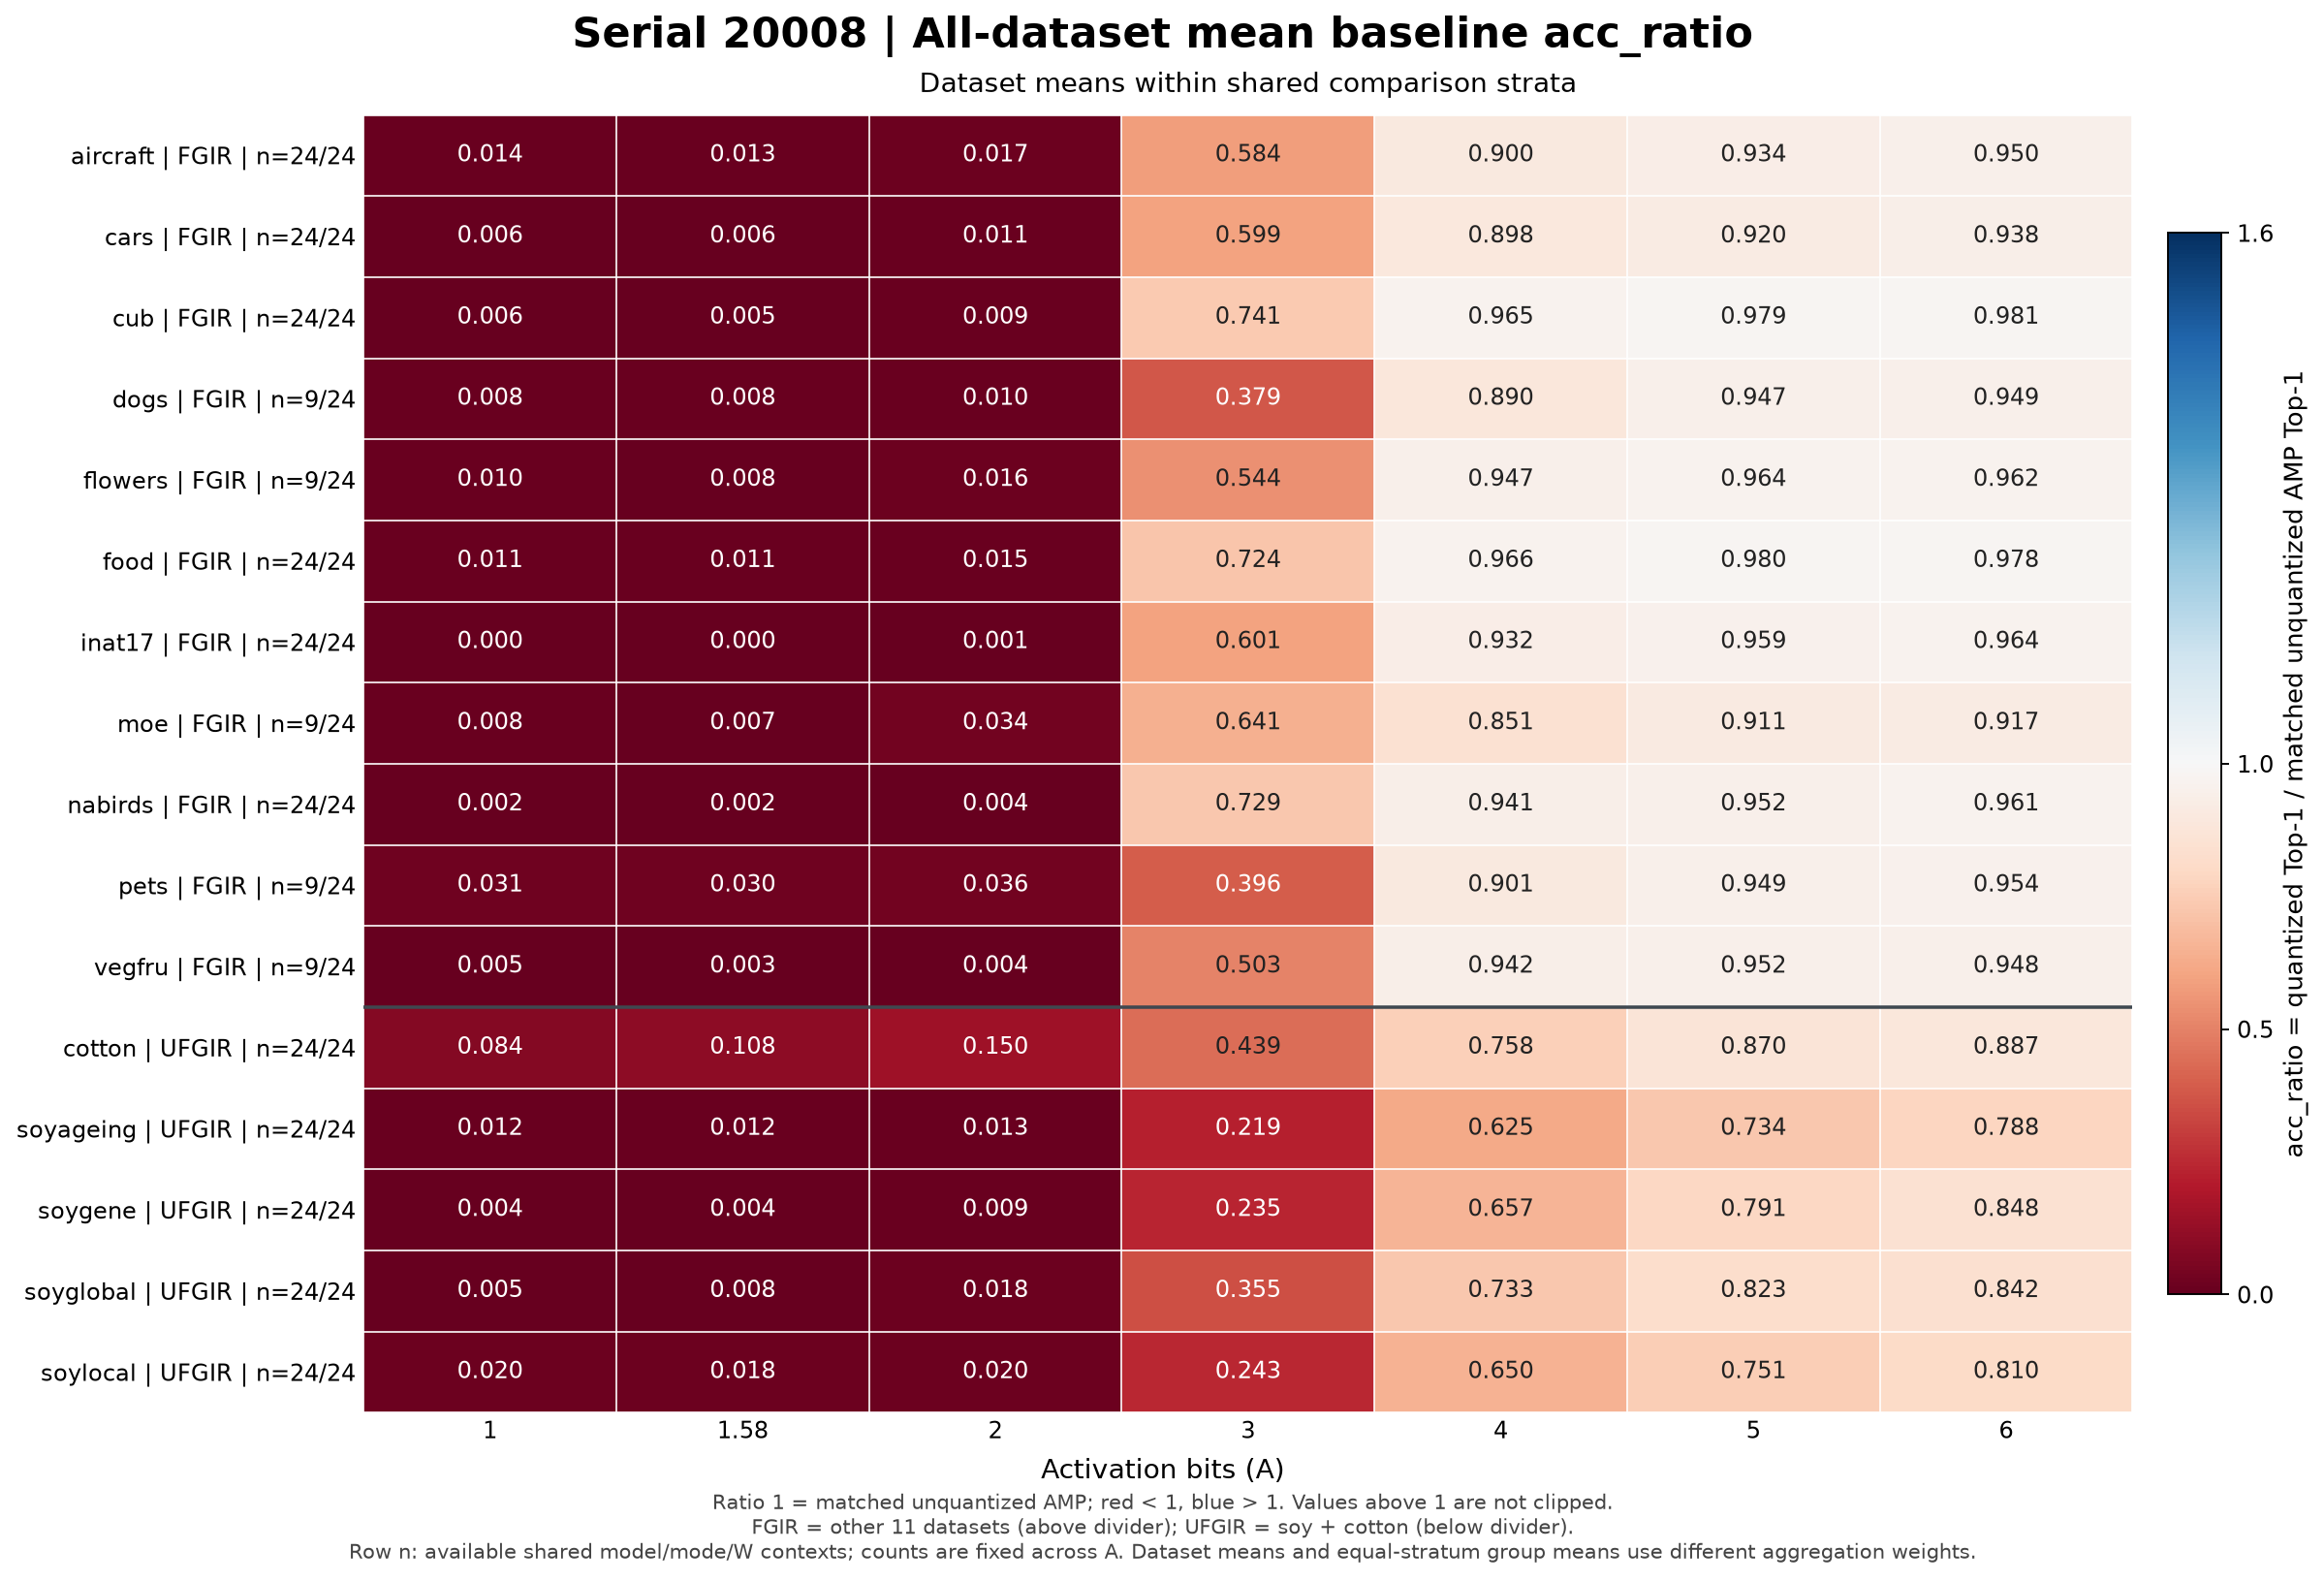 Serial 20008 | All-dataset mean baseline acc_ratio
Dataset means within shared comparison strata
aircraft | FGIR | n=24/24 0.014 0.013 0.017 0.584 0.900 0.934 0.950
cars | FGIR | n=24/24 0.006 0.006 0.011 0.599 0.898 0.920 0.938
cub | FGIR | n=24/24 0.006 0.005 0.009 0.741 0.965 0.979 0.981
dogs | FGIR | n=9/24 0.008 0.008 0.010 0.379 0.890 0.947 0.949
flowers | FGIR | n=9/24 0.010 0.008 0.016 0.544 0.947 0.964 0.962
food | FGIR | n=24/24 0.011 0.011 0.015 0.724 0.966 0.980 0.978
inat17 | FGIR | n=24/24 0.000 0.000 0.001 0.601 0.932 0.959 0.964
moe | FGIR | n=9/24 0.008 0.007 0.034 0.641 0.851 0.911 0.917
nabirds | FGIR | n=24/24 0.002 0.002 0.004 0.729 0.941 0.952 0.961
pets | FGIR | n=9/24 0.031 0.030 0.036 0.396 0.901 0.949 0.954
vegfru | FGIR | n=9/24 0.005 0.003 0.004 0.503 0.942 0.952 0.948
cotton | UFGIR | n=24/24 0.084 0.108 0.150 0.439 0.758 0.870 0.887
soyageing | UFGIR | n=24/24 0.012 0.012 0.013 0.219 0.625 0.734 0.788
soygene | UFGIR | n=24/24 0.004 0.004 0.009 0.235 0.657 0.791 0.848
soyglobal | UFGIR | n=24/24 0.005 0.008 0.018 0.355 0.733 0.823 0.842
soylocal | UFGIR | n=24/24 0.020 0.018 0.020 0.243 0.650 0.751 0.810
1 1.58 2 3 4 5 6
Activation bits (A)
1.6
1.0
0.5
0.0
acc_ratio = quantized Top-1 / matched unquantized AMP Top-1
Ratio 1 = matched unquantized AMP; red < 1, blue > 1. Values above 1 are not clipped.
FGIR = other 11 datasets (above divider); UFGIR = soy + cotton (below divider).
Row n: available shared model/mode/W contexts; counts are fixed across A. Dataset means and equal-stratum group means use different aggregation weights.